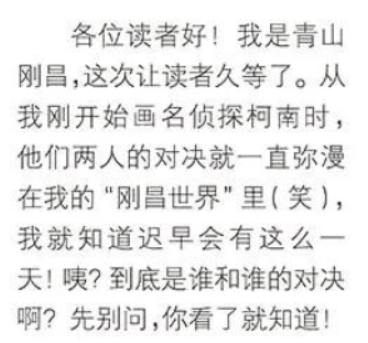 各位读者好！我是青山
刚昌,这次让读者久等了。从
我刚开始画名侦探柯南时，
他们两人的对决就一直弥漫
在我的“刚昌世界”里(笑)，
我就知道迟早会有这么一
天！咦？到底是谁和谁的对决
啊？先别问,你看了就知道！